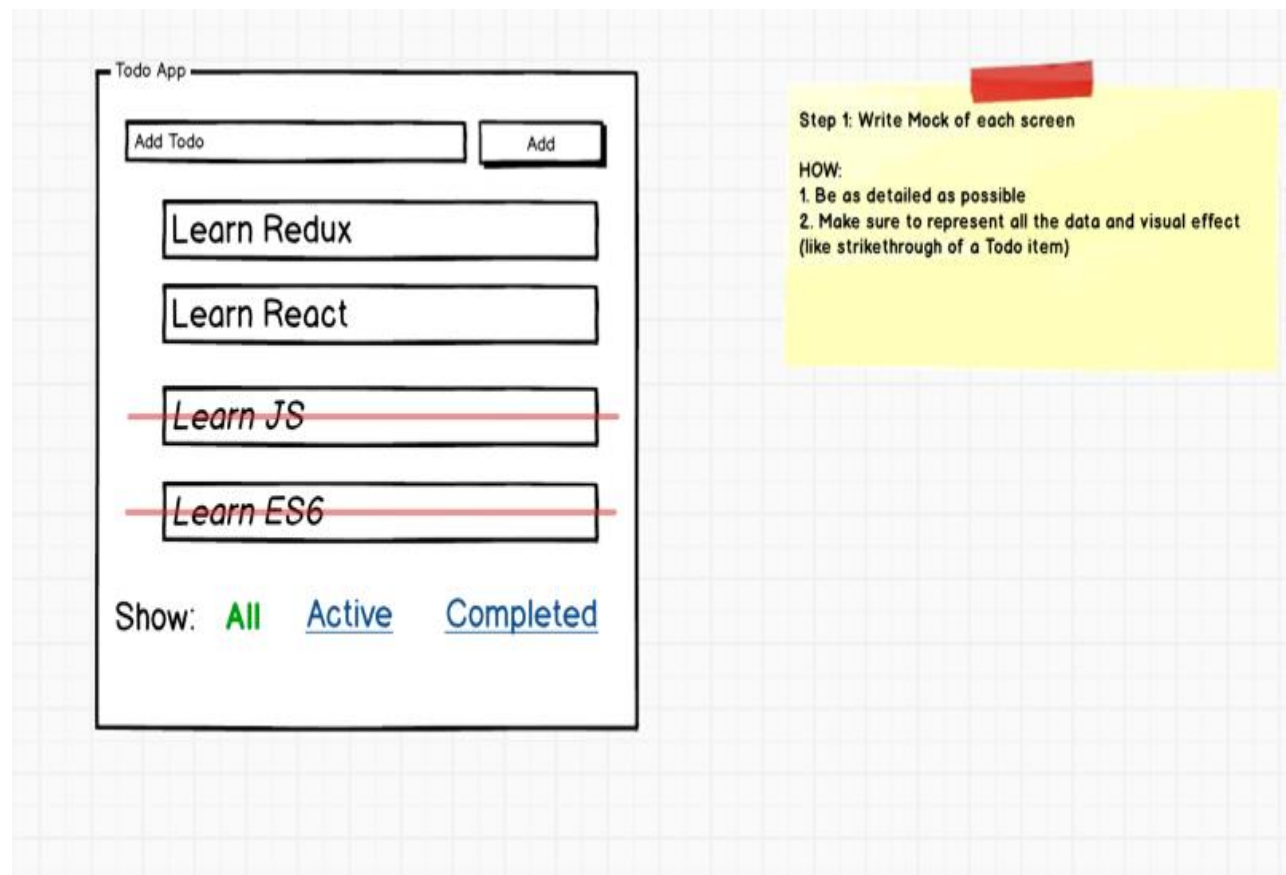 Todo App
Add Todo
Add
Learn Redux
Learn React
Learn JS
Learn ES6
Show: All Active Completed
Step 1: Write Mock of each screen
HOW:
1. Be as detailed as possible
2. Make sure to represent all the data and visual effect
(like strikethrough of a Todo item)